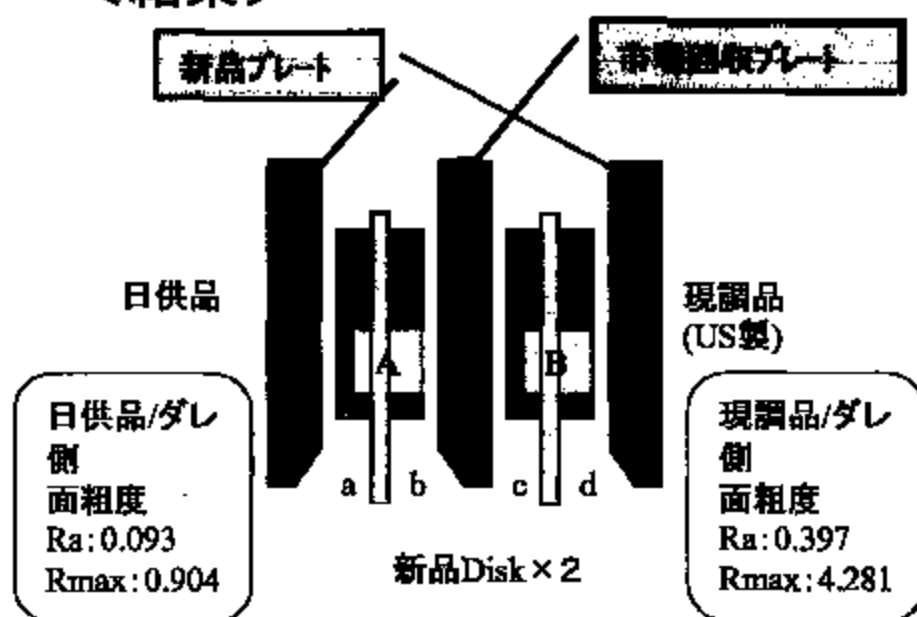 新品プレート
日供品
現調品
(US製)
A
B
日供品/ダレ
側
面粗度
Ra:0.093
Rmax:0.904
a
b
c
d
現調品/ダレ
側
面粗度
Ra:0.397
Rmax:4.281
新品Disk×2